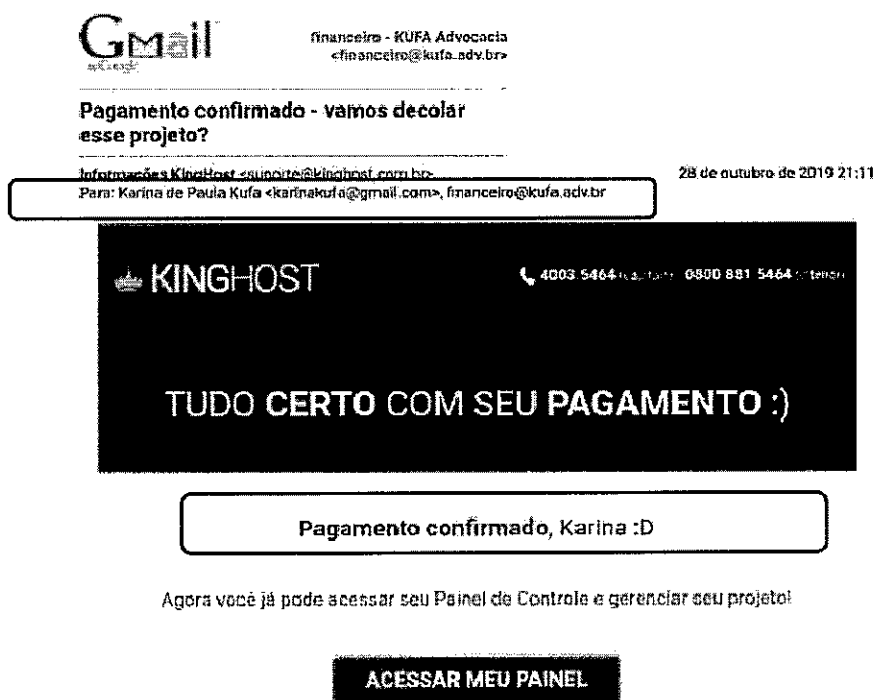 Gmail
financeiro - KUFA Advocacia
<financeiro@kufa.adv.br>
Pagamento confirmado - vamos decolar
esse projeto?
Informações KingHost <suporte@kinghost.com.br>
28 de outubro de 2019 21:11
Para: Karina de Paula Kufa <karinakufa@gmail.com>, financeiro@kufa.adv.br
KINGHOST
4003 5464 0800 881 5464
TUDO CERTO COM SEU PAGAMENTO :)
Pagamento confirmado, Karina :D
Agora você já pode acessar seu Painel de Controle e gerenciar seu projeto!
ACESSAR MEU PAINEL